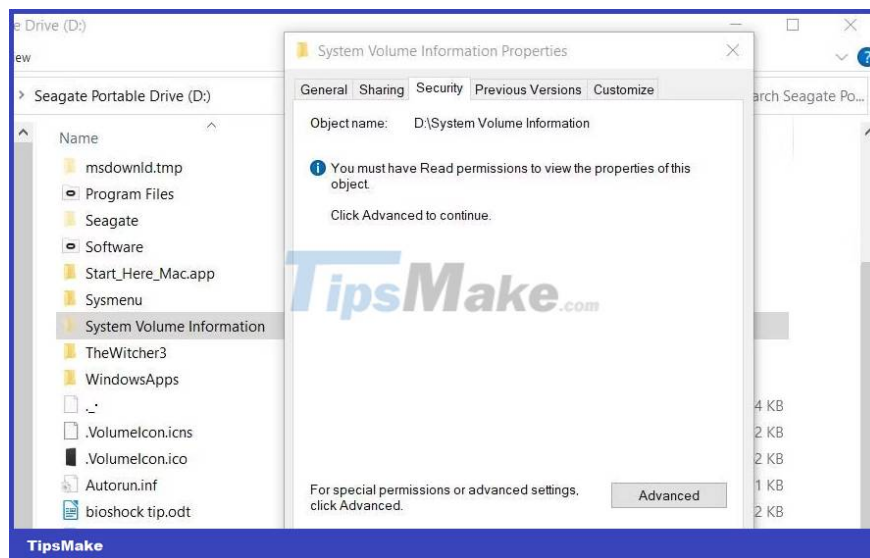 e Drive (D:)
ew
Seagate Portable Drive (D:)
arch Seagate Po...
Name
msdownld.tmp
Program Files
Seagate
Software
Start_Here_Mac.app
Sysmenu
System Volume Information
TheWitcher3
WindowsApps
._.
.VolumeIcon.icns
.VolumeIcon.ico
Autorun.inf
bioshock tip.odt
4 KB
2 KB
2 KB
1 KB
2 KB
System Volume Information Properties
General Sharing Security Previous Versions Customize
Object name: D:\System Volume Information
You must have Read permissions to view the properties of this
object.
Click Advanced to continue.
TipsMake.com
For special permissions or advanced settings,
click Advanced.
Advanced
TipsMake